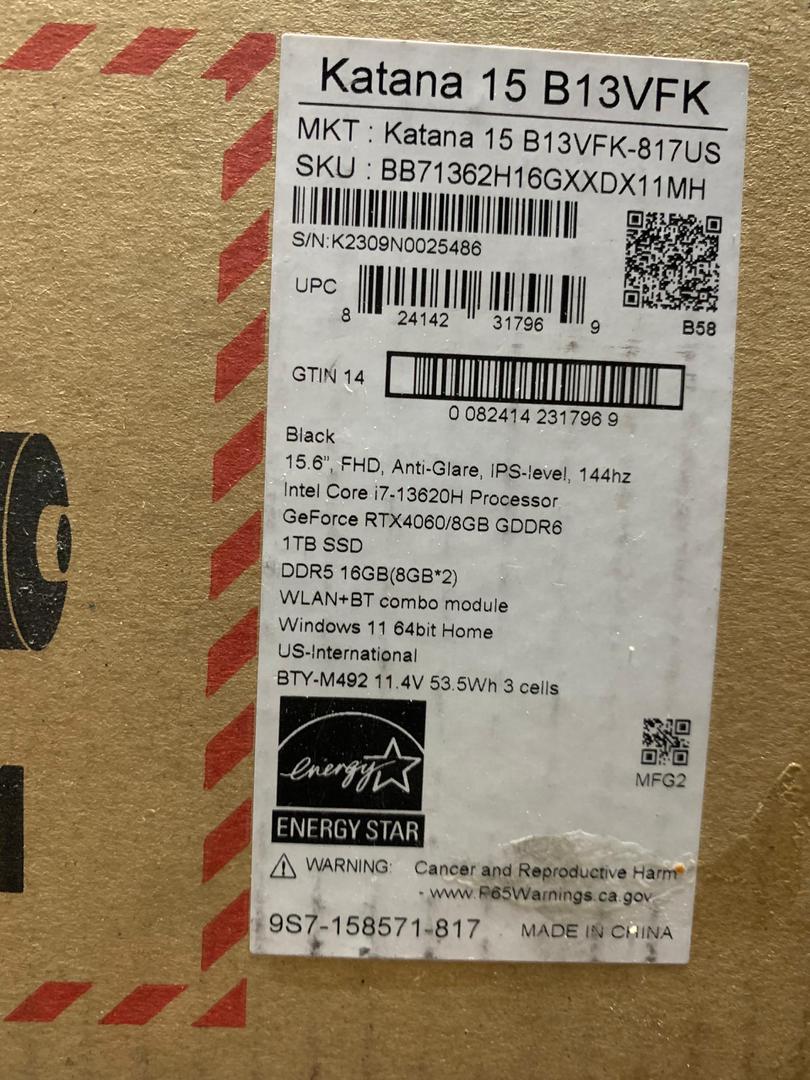 Katana 15 B13VFK
MKT : Katana 15 B13VFK-817US
SKU : BB71362H16GXXDX11MH
S/N:K2309N0025486
UPC
8 24142 31796 9
B58
GTIN 14
0 082414 231796 9
Black
15.6", FHD, Anti-Glare, IPS-level, 144hz
Intel Core i7-13620H Processor
GeForce RTX4060/8GB GDDR6
1TB SSD
DDR5 16GB(8GB*2)
WLAN+BT combo module
Windows 11 64bit Home
US-International
BTY-M492 11.4V 53.5Wh 3 cells
energy
ENERGY STAR
MFG2
WARNING: Cancer and Reproductive Harm
- www.P65Warnings.ca.gov
9S7-158571-817 MADE IN CHINA